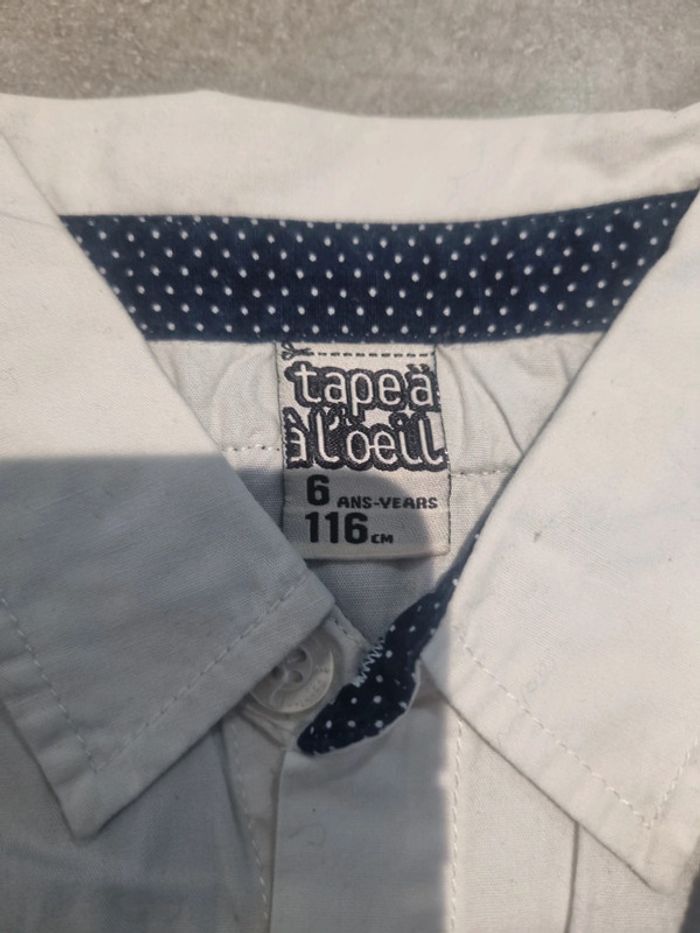 tape à
à l'oeil
6 ANS-YEARS
116 CM